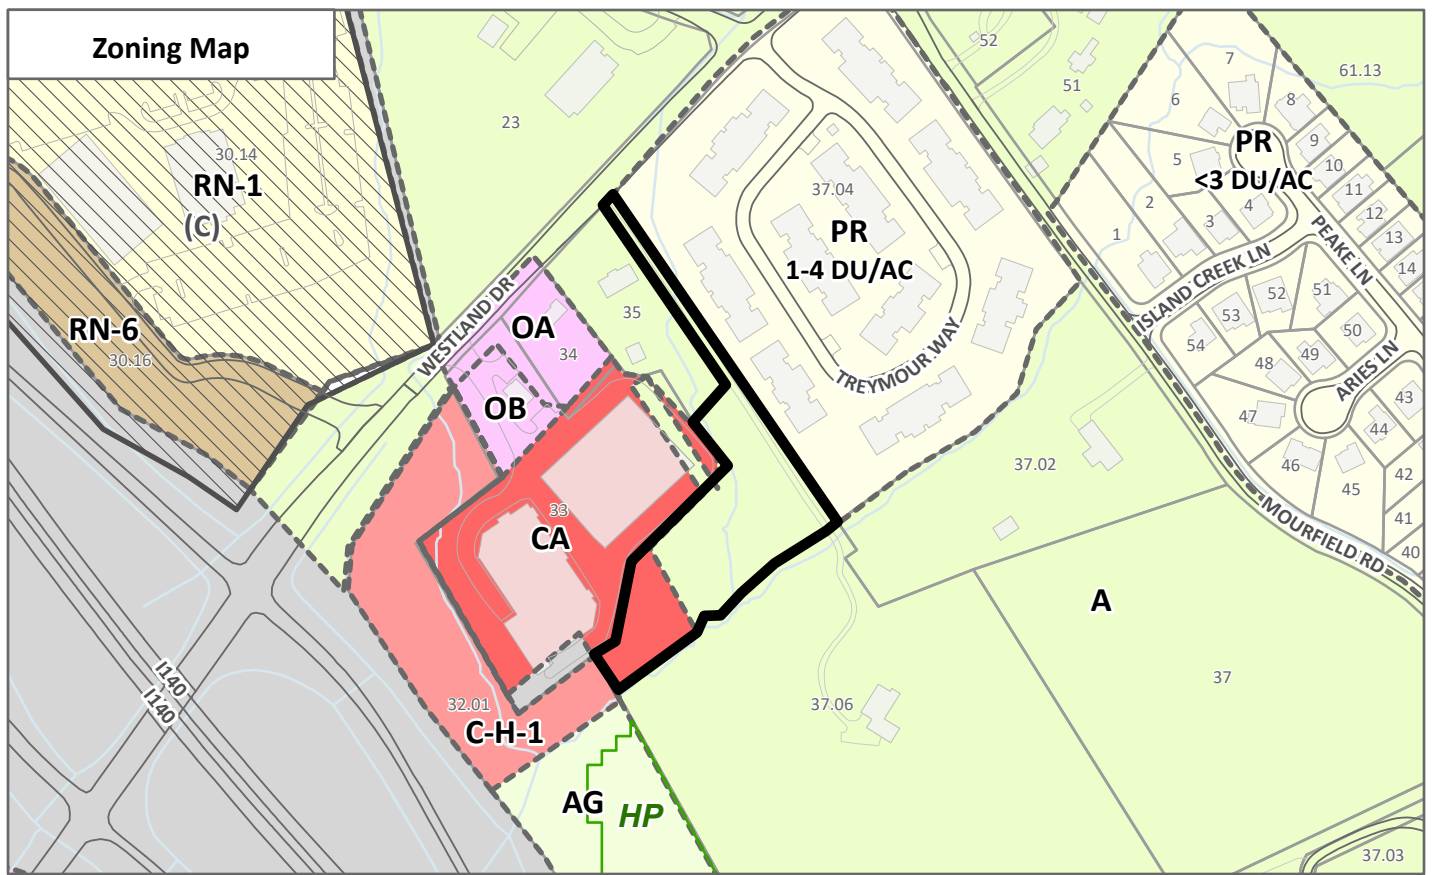 Zoning Map
52
7
61.13
51
6
8
23
PR
9
30.14
5
10
RN-1
37.04
<3 DU/AC
11
(C)
2
3
4
12
PR
1
PEAKE LN
13
1-4 DU/AC
14
ISLAND CREEK LN
WESTLAND DR
52
51
RN-6
OA
35
53
50
30.16
34
TREYMOUR WAY
54
49
48
ARIES LN
OB
43
47
44
37.02
46
42
45
33
MOURFIELD RD
41
CA
40
A
I140
I140
37
32.01
37.06
C-H-1
AG
HP
37.03